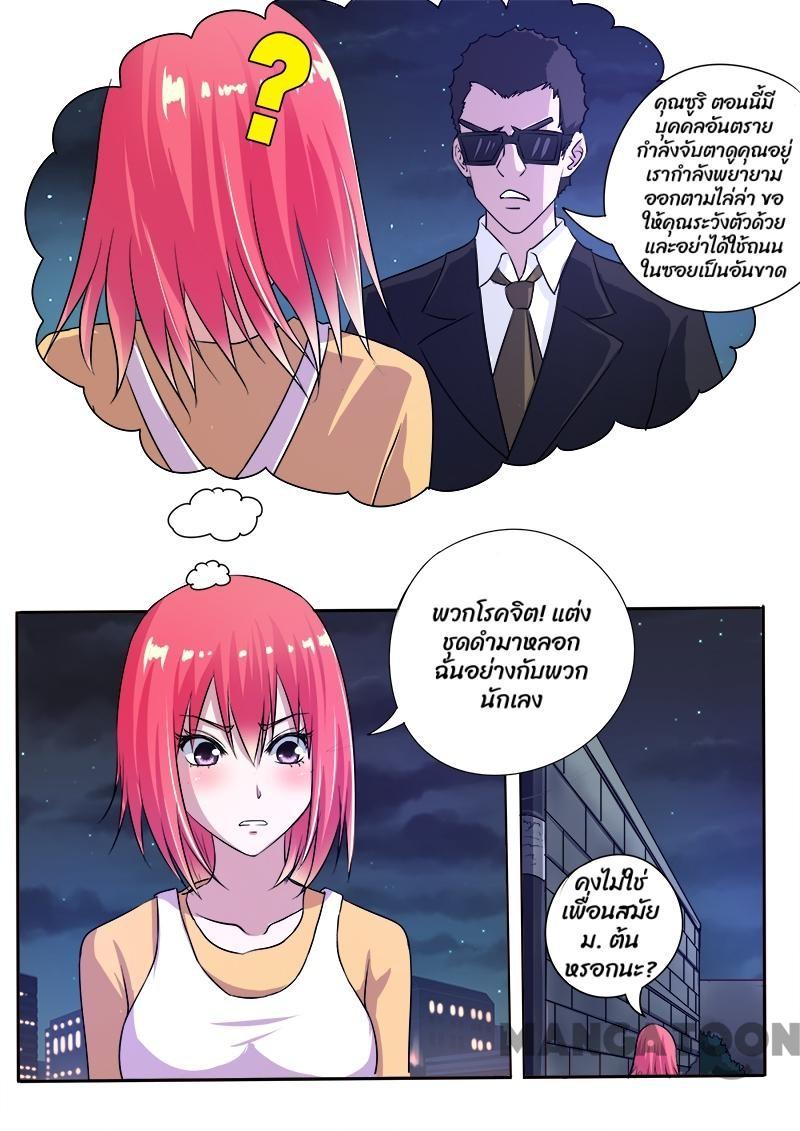 ?
คุณซูริ ตอนนี้มี
บุคคลอันตราย
กำลังจับตาดูคุณอยู่
เรากำลังพยายาม
ออกตามไล่ล่า ขอ
ให้คุณระวังตัวด้วย
และอย่าได้ใช้ถนน
ในซอยเป็นอันขาด
พวกโรคจิต! แต่ง
ชุดดำมาหลอก
ฉันอย่างกับพวก
นักเลง
คงไม่ใช่
เพื่อนสมัย
ม. ต้น
หรอกนะ?
MANGATOON